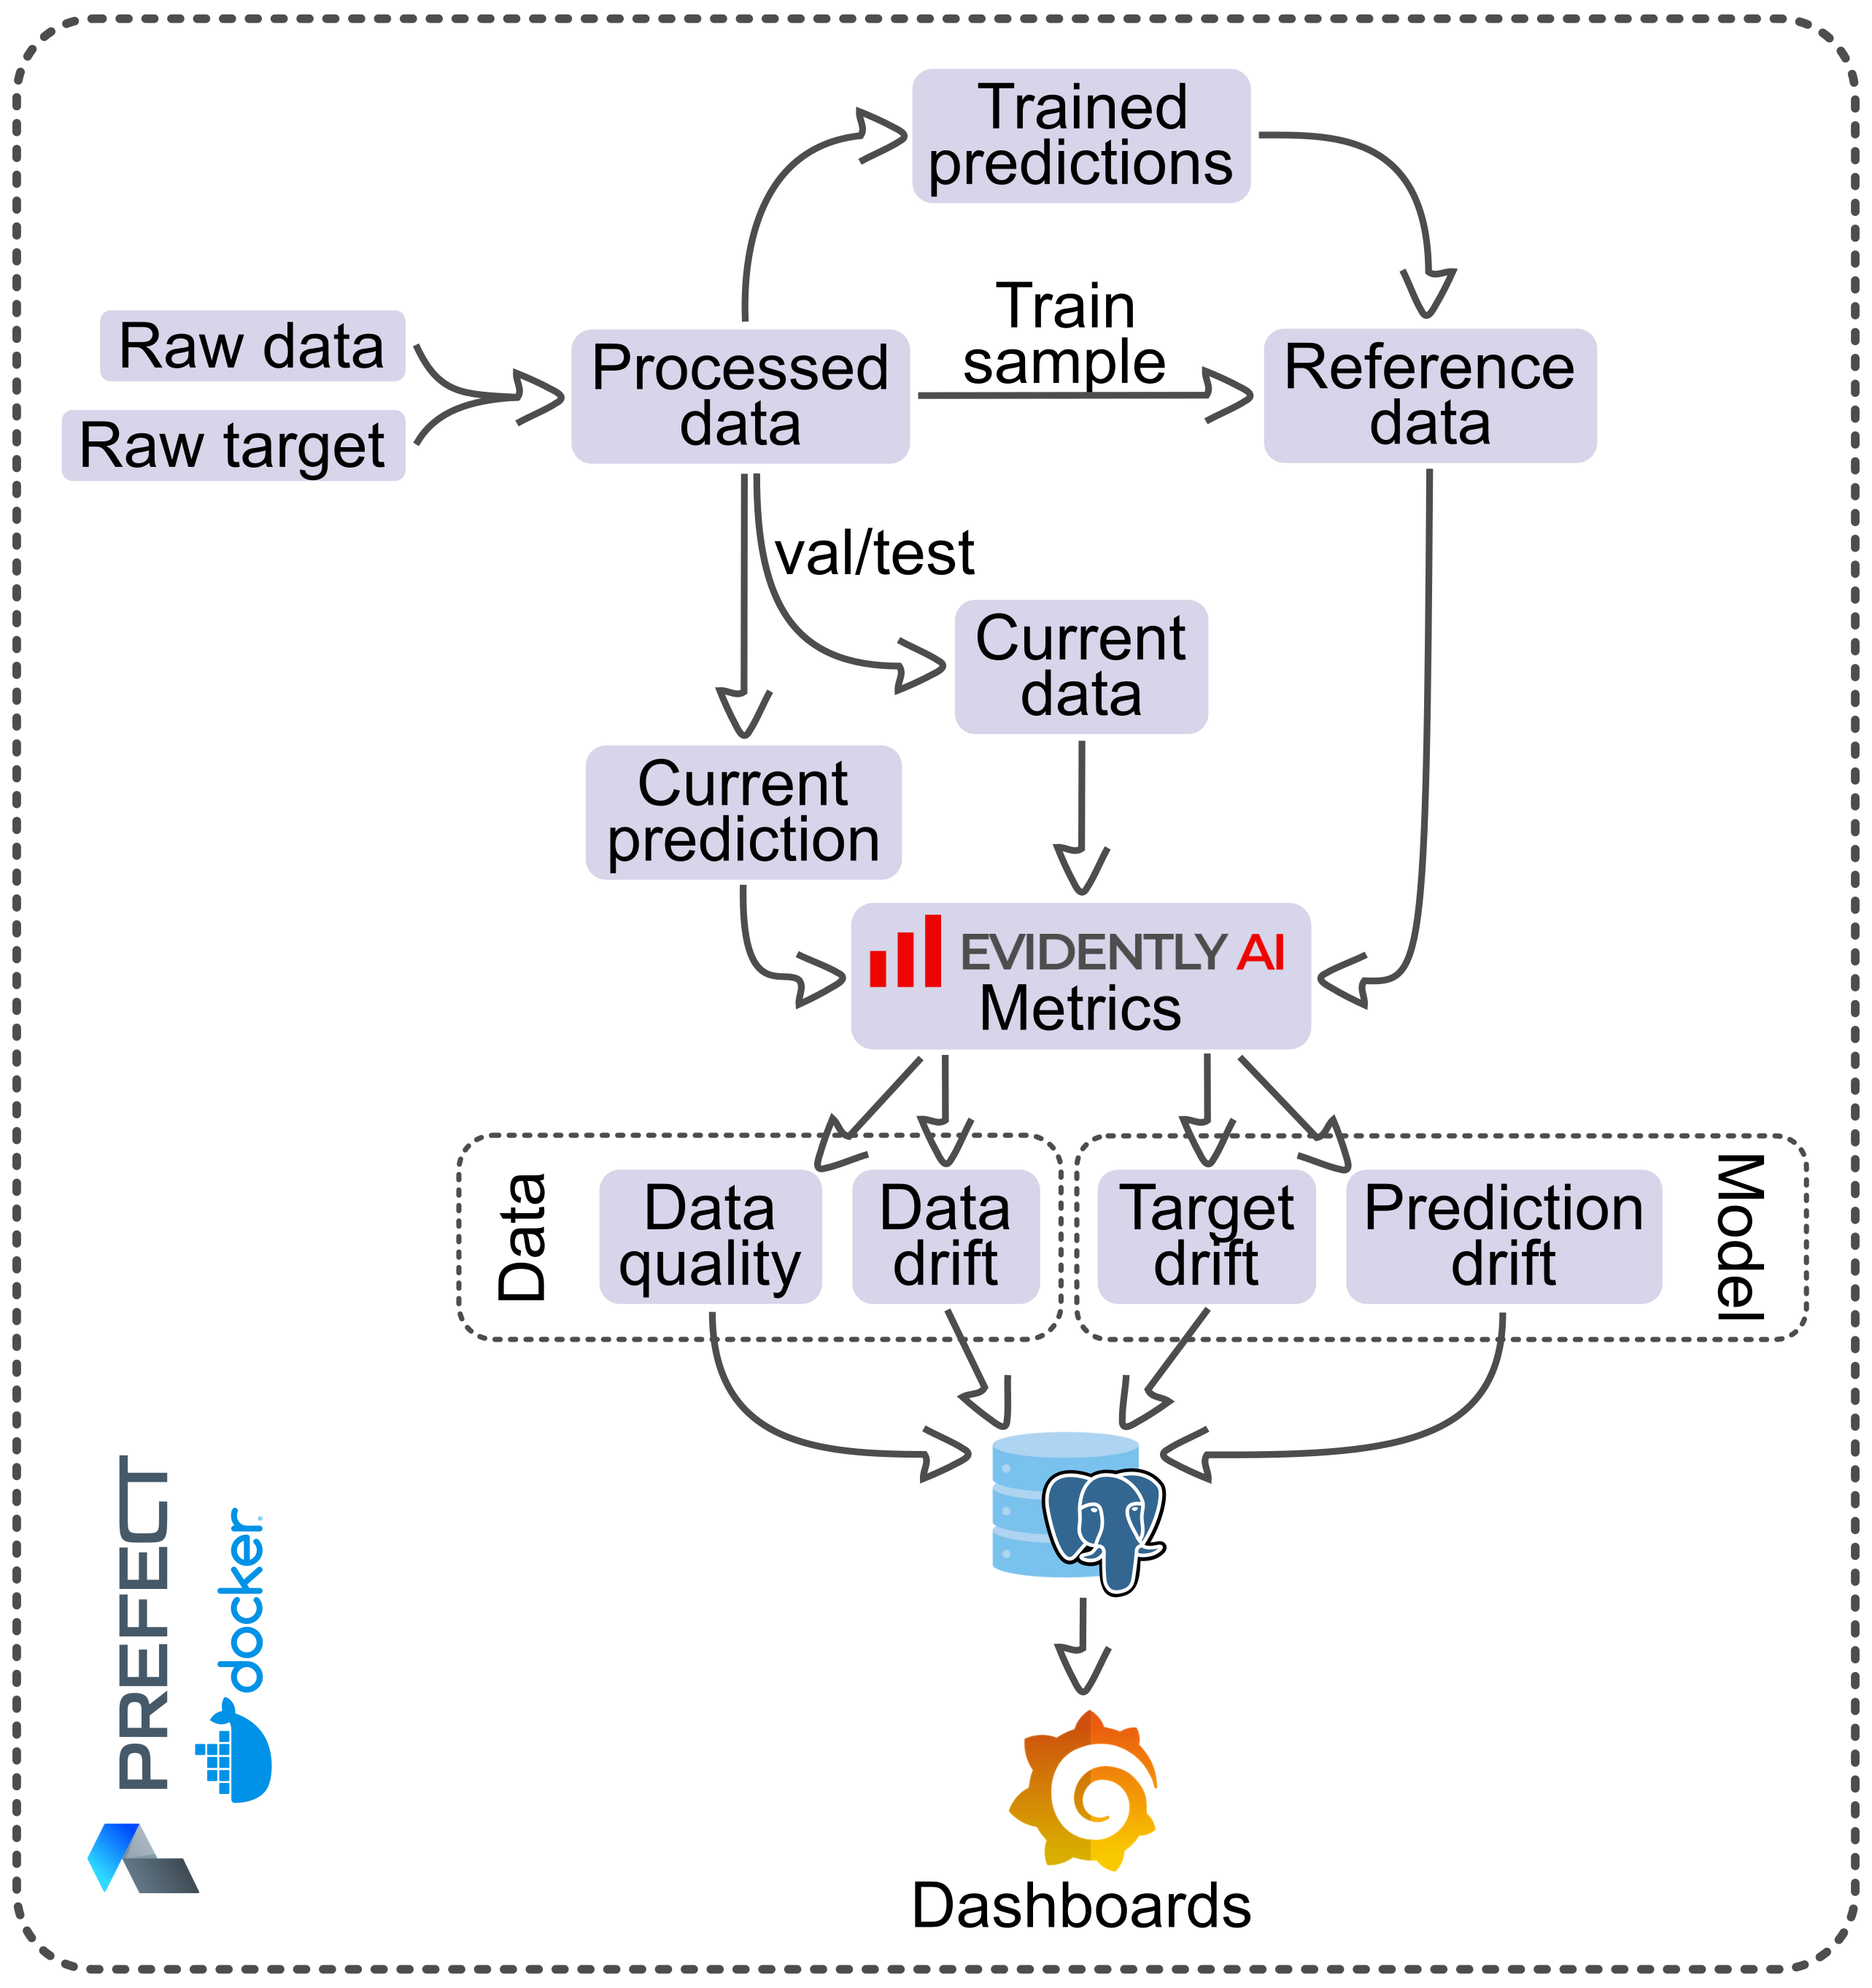 Trained
predictions
Train
sample
Raw data
Raw target
Processed
data
Reference
data
val/test
Current
data
Current
prediction
EVIDENTLY AI
Metrics
Data
Data
quality
Data
drift
Target
drift
Prediction
drift
Model
PREFECT
docker
Dashboards